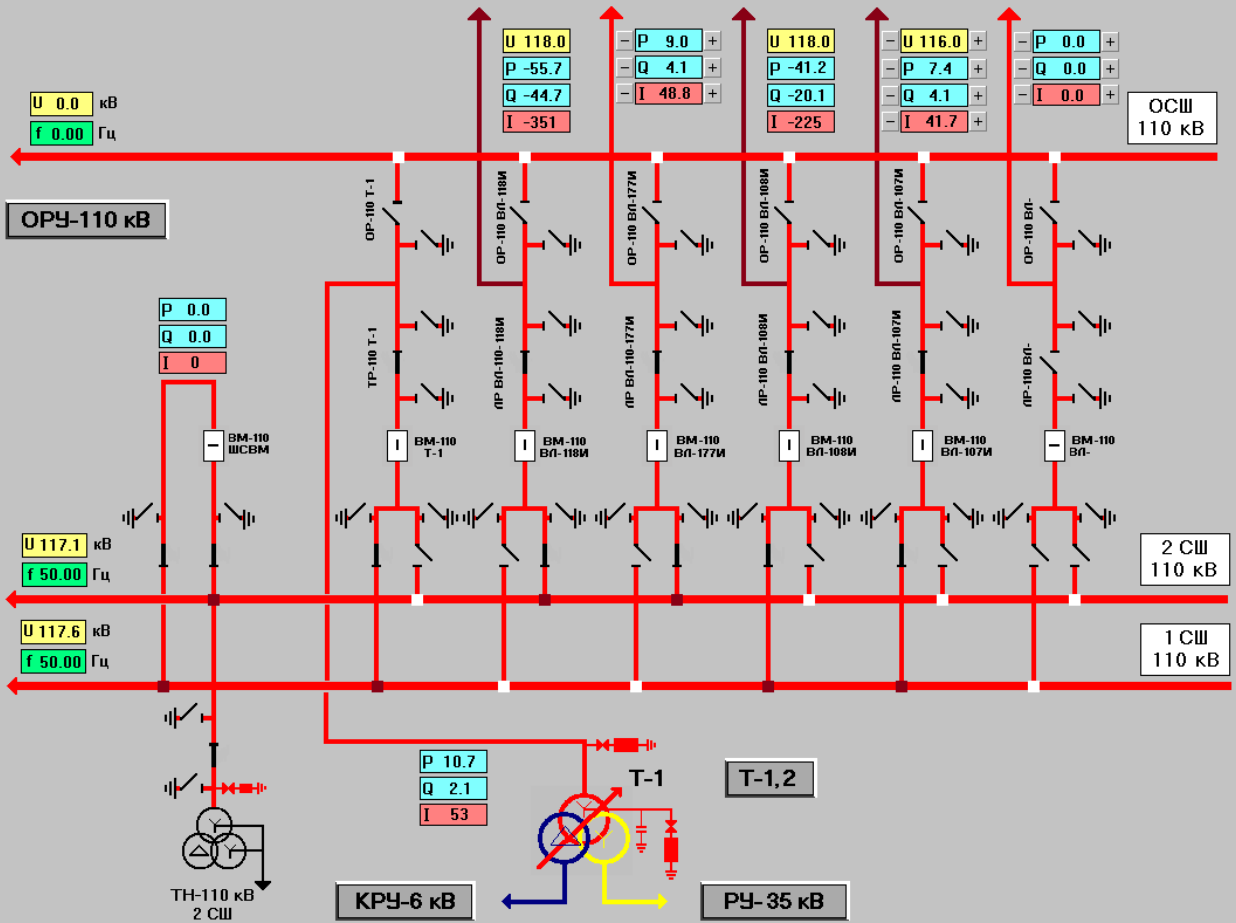 U 118.0
P -55.7
Q -44.7
I -351
− P 9.0 +
− Q 4.1 +
− I 48.8 +
U 118.0
P -41.2
Q -20.1
I -225
− U 116.0 +
− P 7.4 +
− Q 4.1 +
− I 41.7 +
− P 0.0 +
− Q 0.0 +
− I 0.0 +
U 0.0 кВ
f 0.00 Гц
ОСШ
110 кВ
ОРУ-110 кВ
ОР-110 Т-1
ОР-110 ВЛ-118И
ОР-110 ВЛ-177И
ОР-110 ВЛ-108И
ОР-110 ВЛ-107И
ОР-110 ВЛ-
P 0.0
Q 0.0
I 0
ТР-110 Т-1
ЛР ВЛ-110-118И
ЛР ВЛ-110-177И
ЛР-110 ВЛ-108И
ЛР-110 ВЛ-107И
ЛР-110 ВЛ-
ВМ-110
ШСВМ
ВМ-110
Т-1
ВМ-110
ВЛ-118И
ВМ-110
ВЛ-177И
ВМ-110
ВЛ-108И
ВМ-110
ВЛ-107И
ВМ-110
ВЛ-
U 117.1 кВ
f 50.00 Гц
2 СШ
110 кВ
U 117.6 кВ
f 50.00 Гц
1 СШ
110 кВ
P 10.7
Q 2.1
I 53
Т-1
Т-1,2
ТН-110 кВ
2 СШ
КРУ-6 кВ
РУ-35 кВ